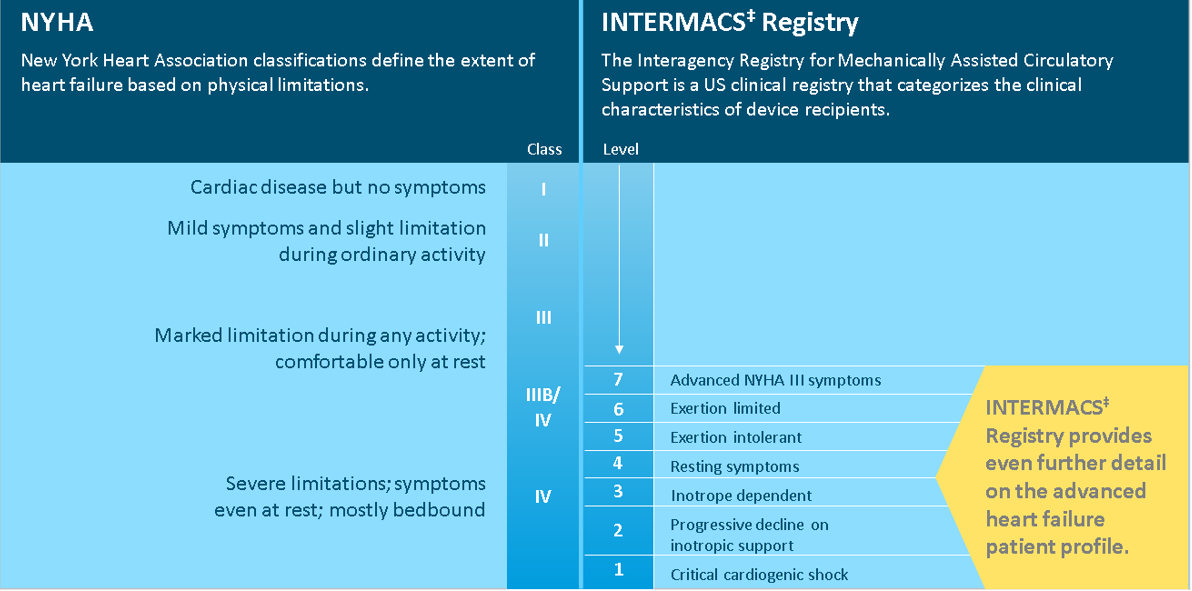 NYHA
New York Heart Association classifications define the extent of
heart failure based on physical limitations.
Class
INTERMACS‡ Registry
The Interagency Registry for Mechanically Assisted Circulatory
Support is a US clinical registry that categorizes the clinical
characteristics of device recipients.
Level
Cardiac disease but no symptoms
I
Mild symptoms and slight limitation
during ordinary activity
II
Marked limitation during any activity;
comfortable only at rest
III
IIIB/
IV
Severe limitations; symptoms
even at rest; mostly bedbound
IV
7 Advanced NYHA III symptoms
6 Exertion limited
5 Exertion intolerant
4 Resting symptoms
3 Inotrope dependent
2 Progressive decline on
inotropic support
1 Critical cardiogenic shock
INTERMACS‡
Registry provides
even further detail
on the advanced
heart failure
patient profile.